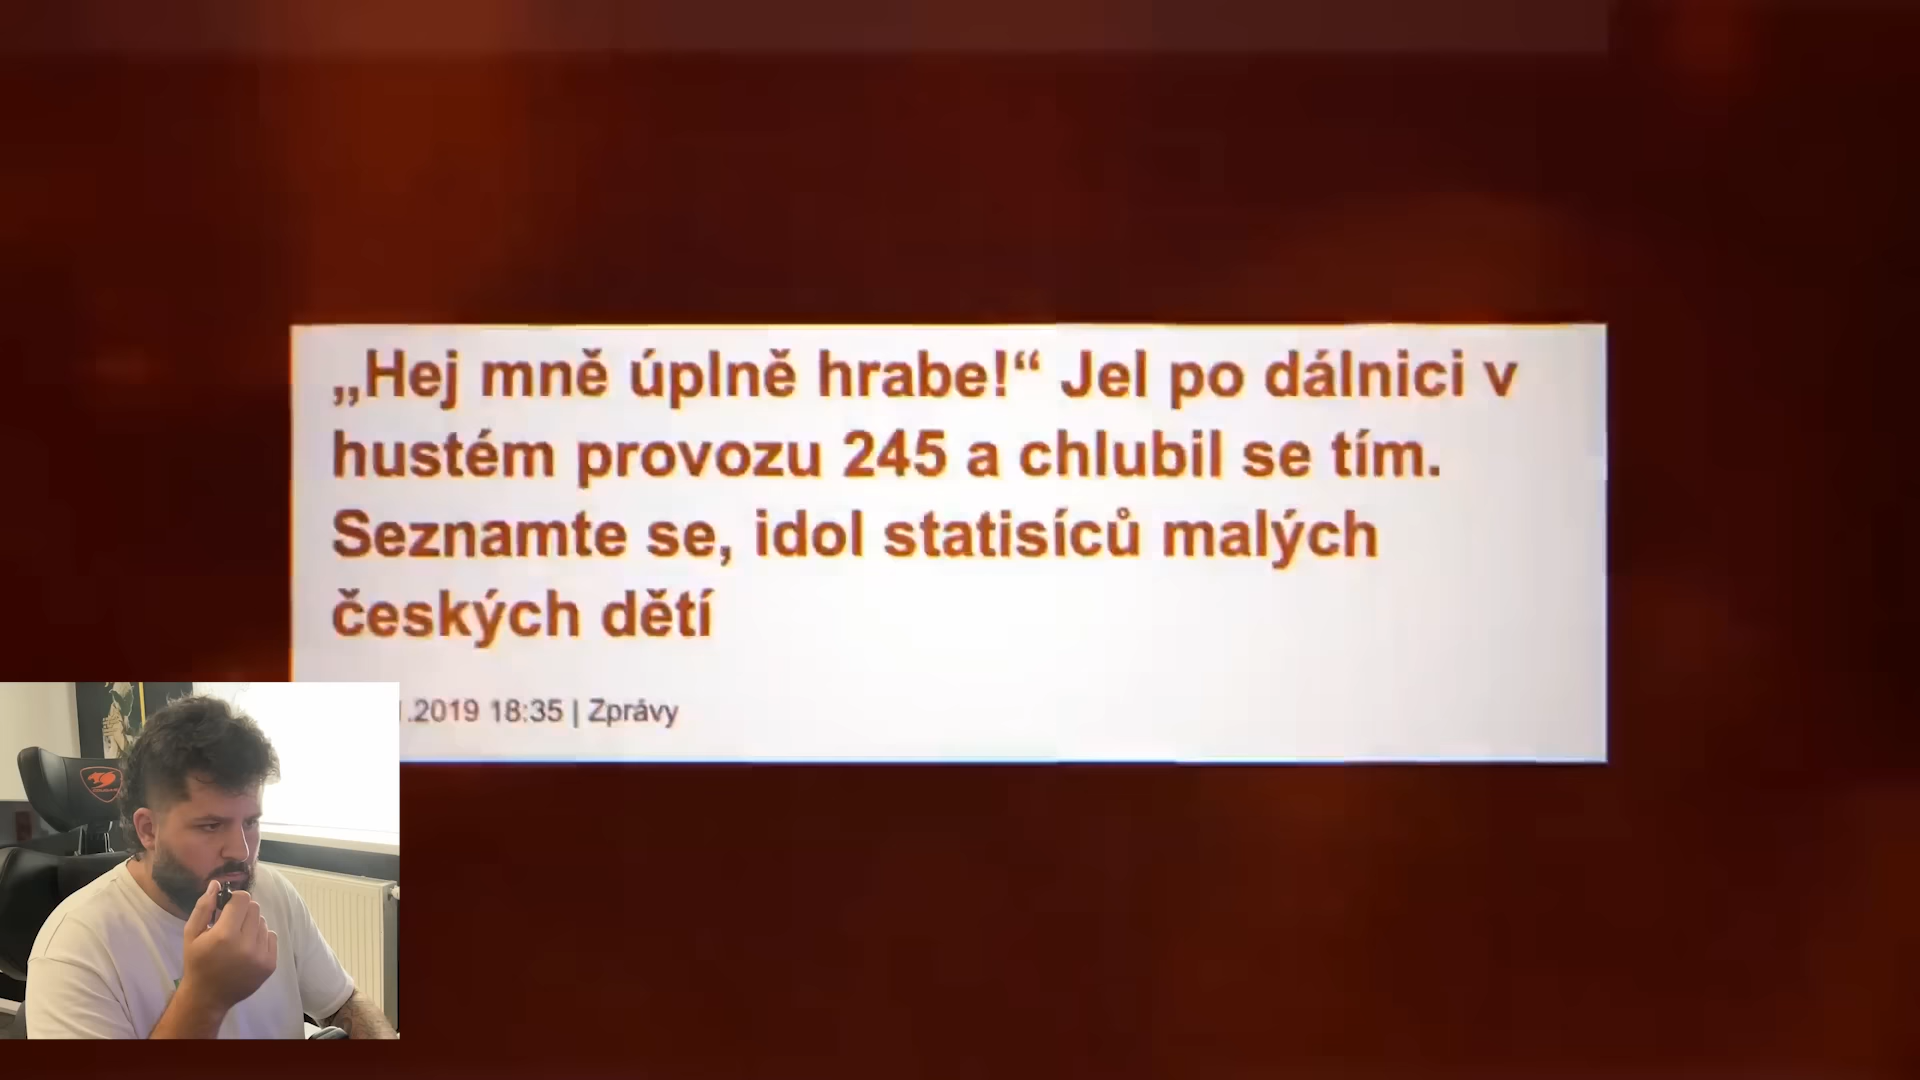 „Hej mně úplně hrabe!“ Jel po dálnici v
hustém provozu 245 a chlubil se tím.
Seznamte se, idol statisíců malých
českých dětí
.2019 18:35 | Zprávy